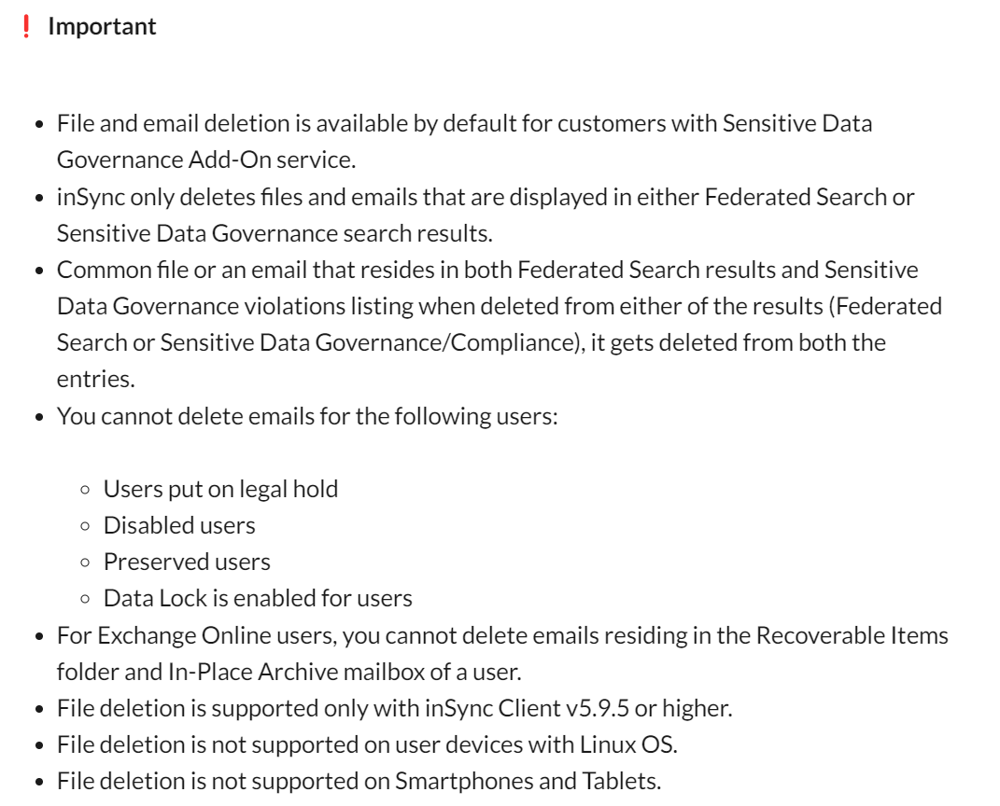 ❗ Important
• File and email deletion is available by default for customers with Sensitive Data
Governance Add-On service.
• inSync only deletes files and emails that are displayed in either Federated Search or
Sensitive Data Governance search results.
• Common file or an email that resides in both Federated Search results and Sensitive
Data Governance violations listing when deleted from either of the results (Federated
Search or Sensitive Data Governance/Compliance), it gets deleted from both the
entries.
• You cannot delete emails for the following users:
◦ Users put on legal hold
◦ Disabled users
◦ Preserved users
◦ Data Lock is enabled for users
• For Exchange Online users, you cannot delete emails residing in the Recoverable Items
folder and In-Place Archive mailbox of a user.
• File deletion is supported only with inSync Client v5.9.5 or higher.
• File deletion is not supported on user devices with Linux OS.
• File deletion is not supported on Smartphones and Tablets.